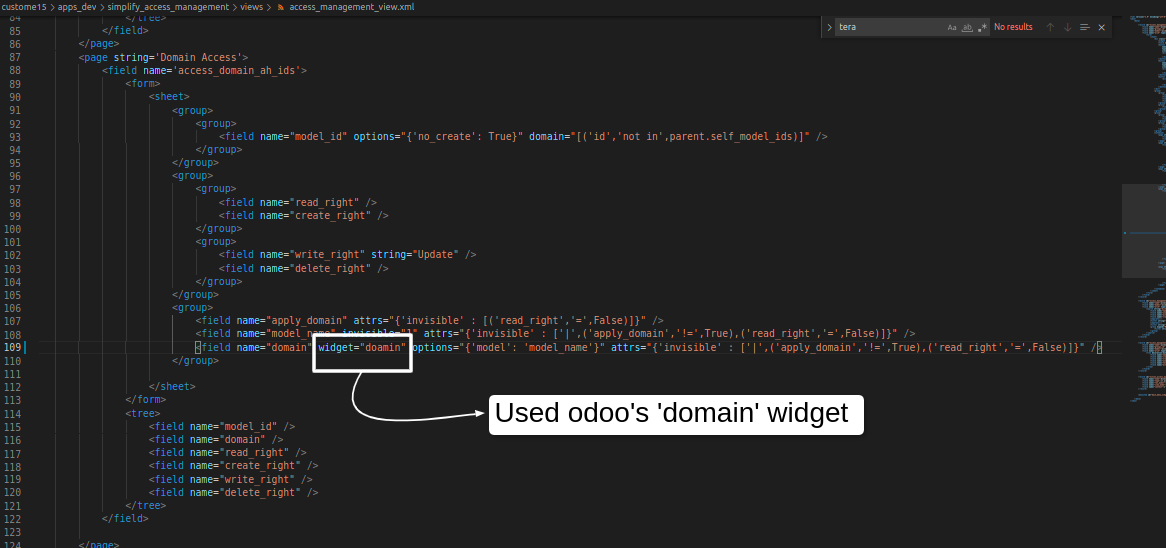 custome15 > apps_dev > simplify_access_management > views > access_management_view.xml
84 </tree>
tera Aa ab .* No results
85 </field>
86 </page>
87 <page string='Domain Access'>
88 <field name='access_domain_ah_ids'>
89 <form>
90 <sheet>
91 <group>
92 <group>
93 <field name="model_id" options="{'no_create': True}" domain="[('id','not in',parent.self_model_ids)]" />
94 </group>
95 </group>
96 <group>
97 <group>
98 <field name="read_right" />
99 <field name="create_right" />
100 </group>
101 <group>
102 <field name="write_right" string="Update" />
103 <field name="delete_right" />
104 </group>
105 </group>
106 <group>
107 <field name="apply_domain" attrs="{'invisible' : [('read_right','=',False)]}" />
108 <field name="model_name" invisible="1" attrs="{'invisible' : ['|',('apply_domain','!=',True),('read_right','=',False)]}" />
109 <field name="domain" widget="doamin" options="{'model': 'model_name'}" attrs="{'invisible' : ['|',('apply_domain','!=',True),('read_right','=',False)]}" />
110 </group>
111
112 </sheet>
113 </form>
Used odoo's 'domain' widget
114 <tree>
115 <field name="model_id" />
116 <field name="domain" />
117 <field name="read_right" />
118 <field name="create_right" />
119 <field name="write_right" />
120 <field name="delete_right" />
121 </tree>
122 </field>
123
124 </page>